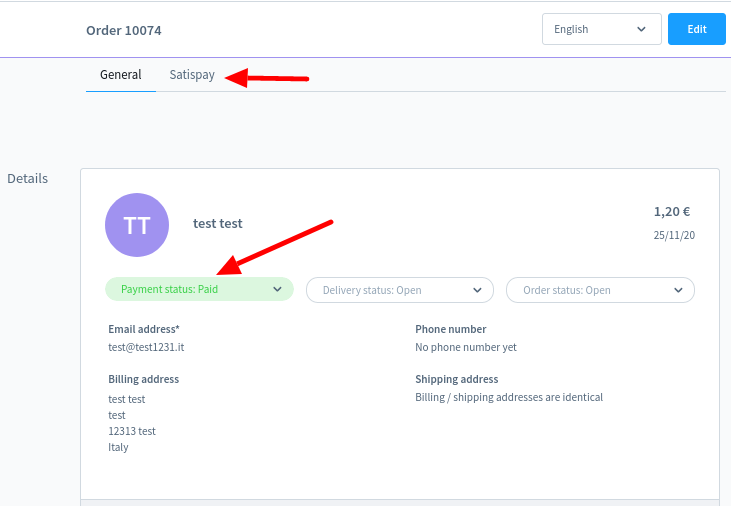 Order 10074
English
Edit
General
Satispay
Details
TT
test test
1,20 €
25/11/20
Payment status: Paid
Delivery status: Open
Order status: Open
Email address*
test@test1231.it
Phone number
No phone number yet
Billing address
test test
test
12313 test
Italy
Shipping address
Billing / shipping addresses are identical